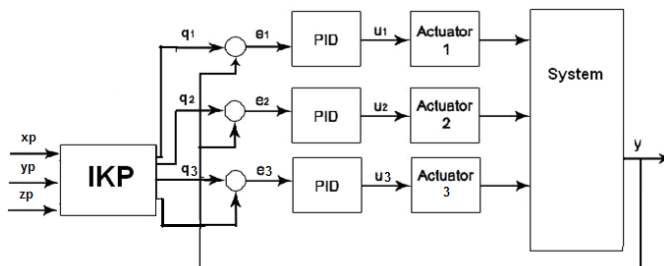 q1
e1
PID
u1
Actuator
1
System
q2
e2
PID
u2
Actuator
2
xp
yp
zp
IKP
q3
e3
PID
u3
Actuator
3
y